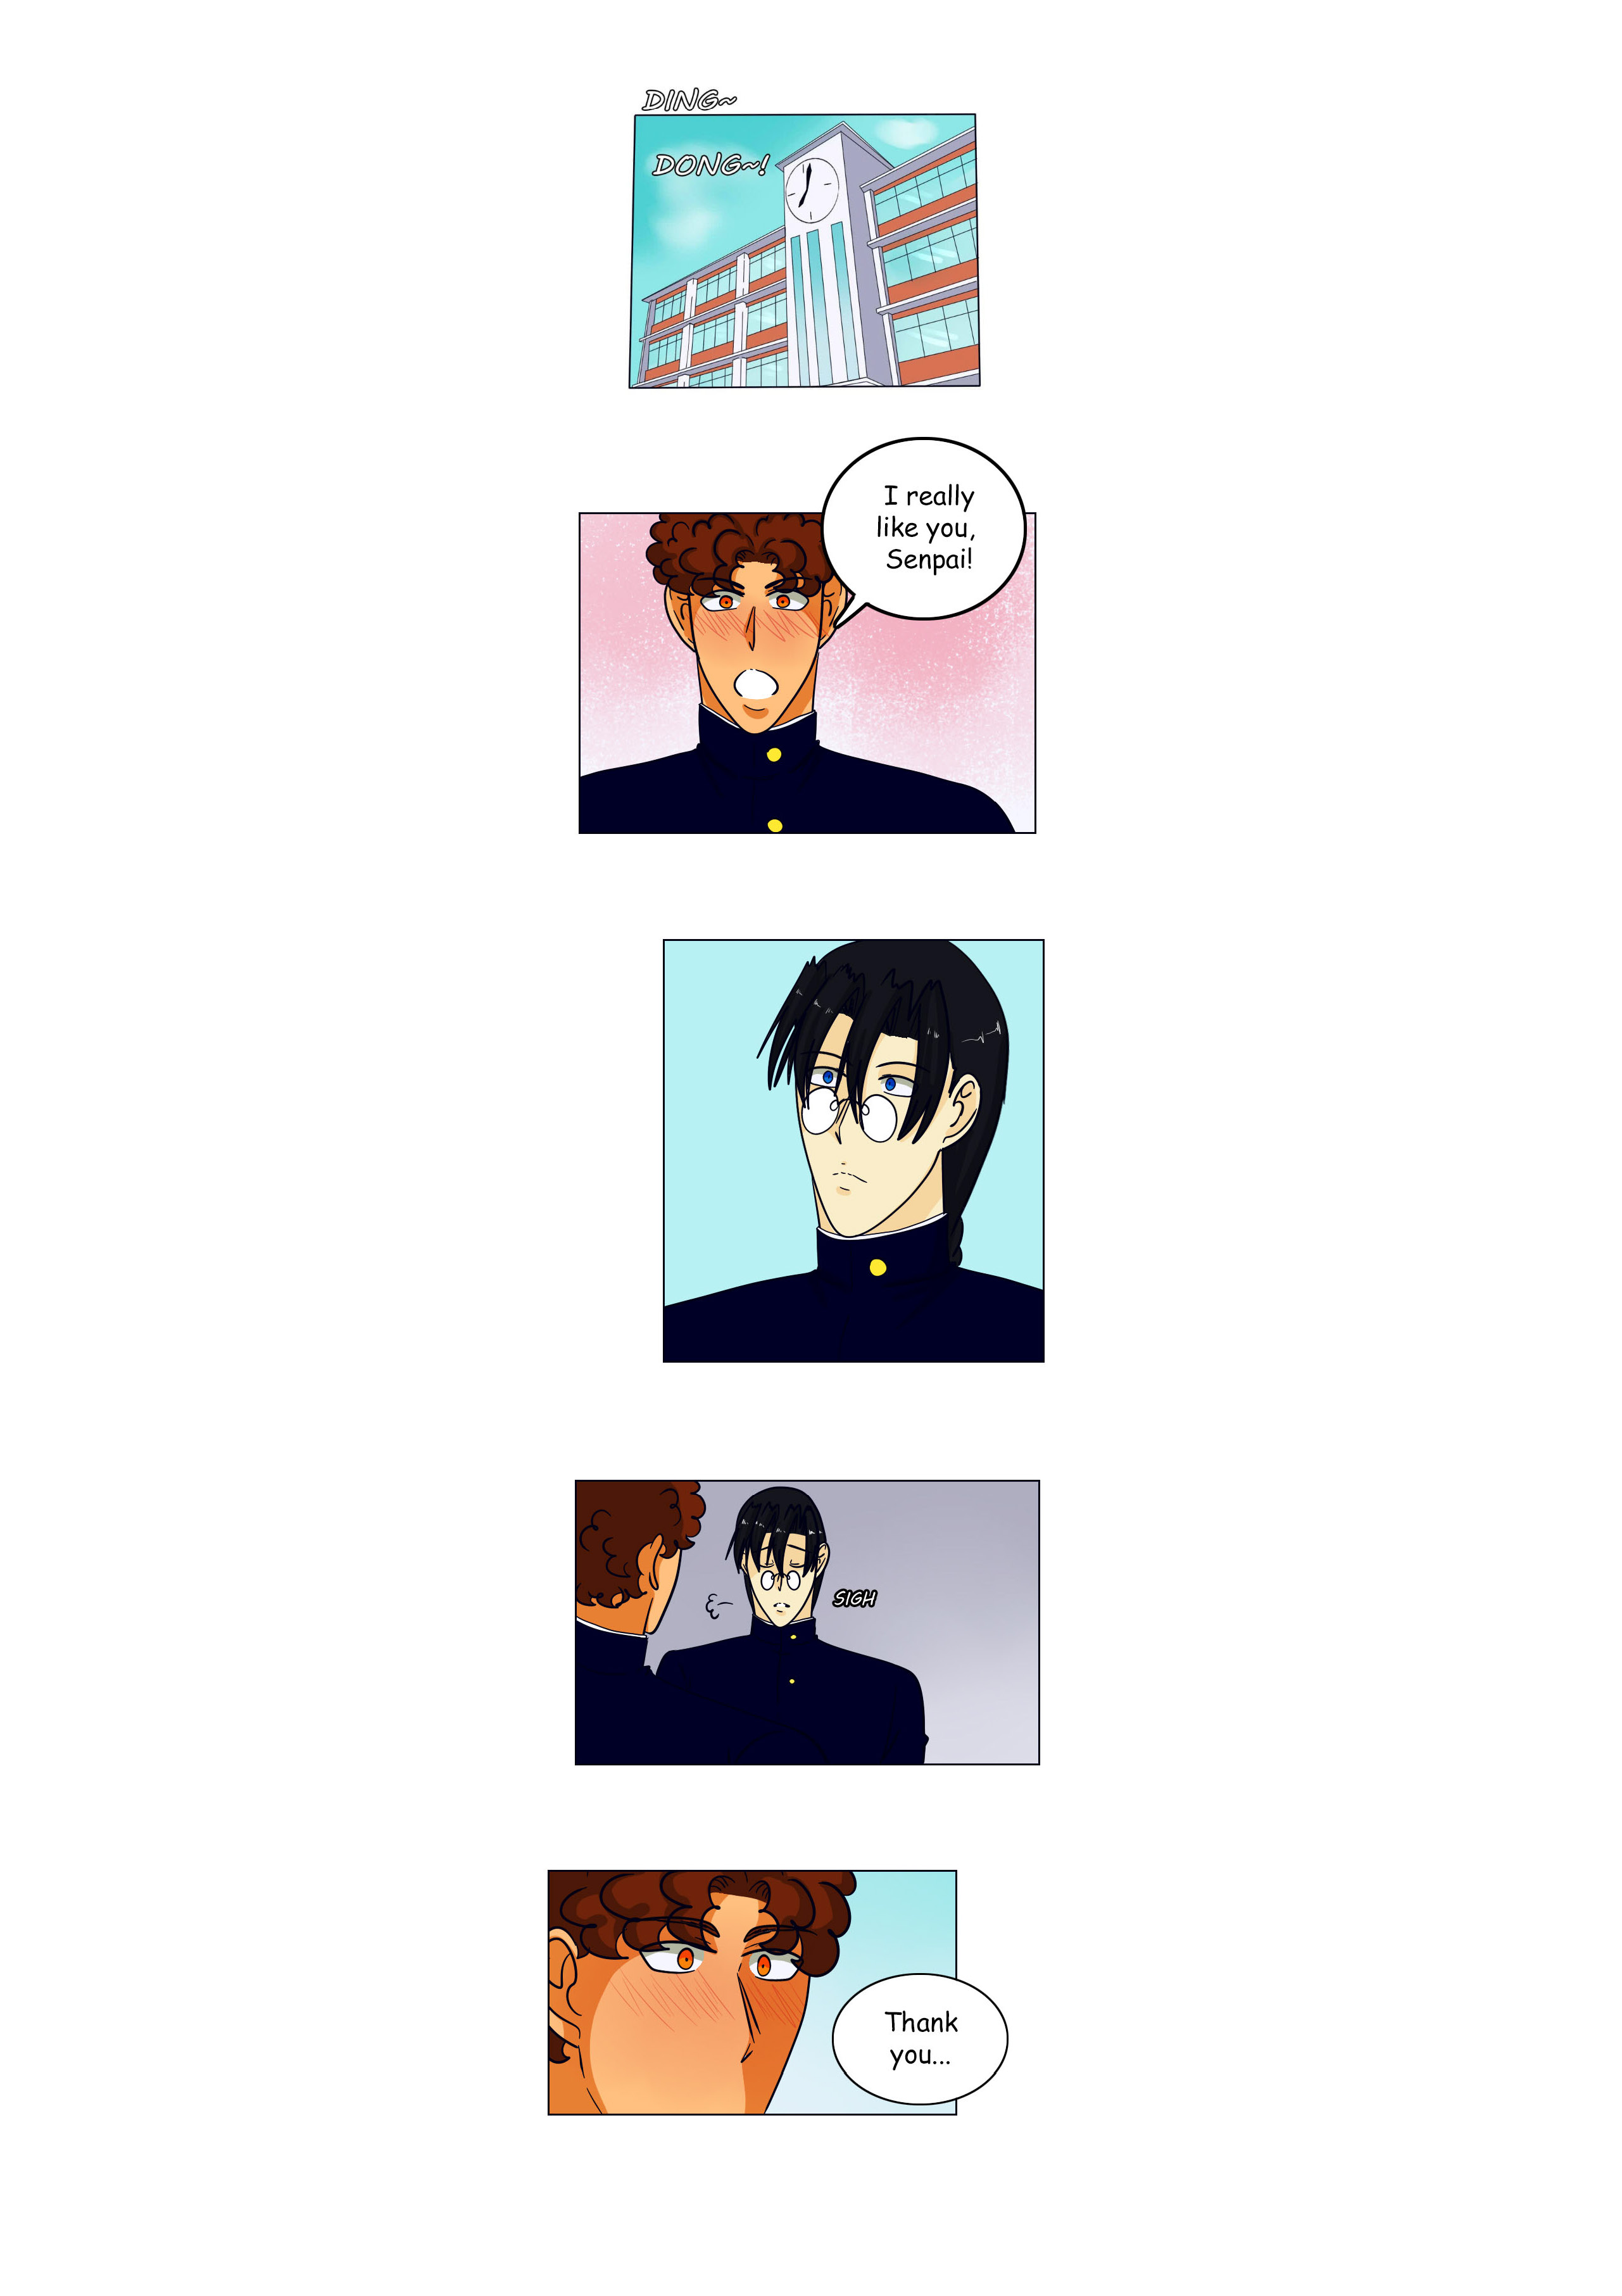 DING~
DONG~!
I really
like you,
Senpai!
SIGH
Thank
you...